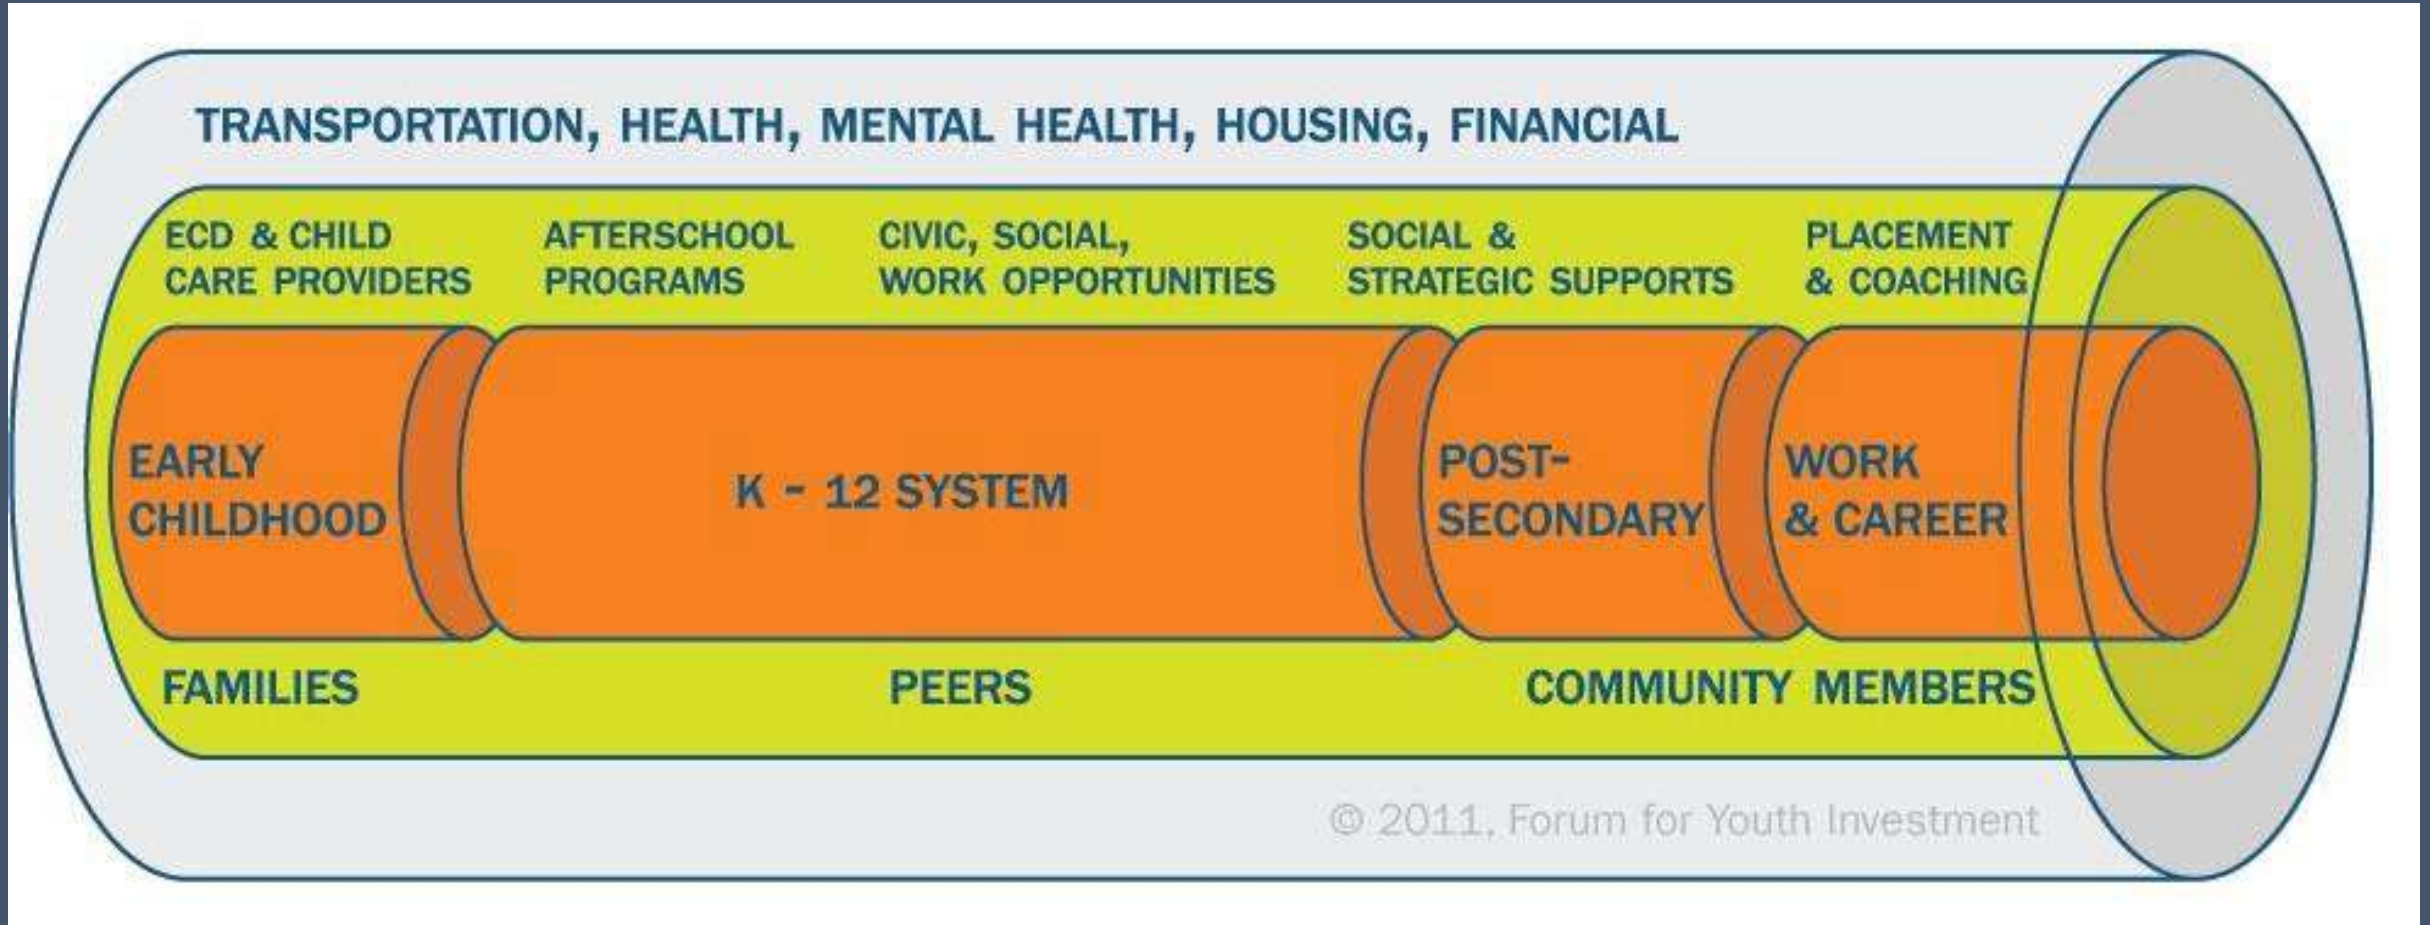 TRANSPORTATION, HEALTH, MENTAL HEALTH, HOUSING, FINANCIAL
ECD & CHILD
CARE PROVIDERS
AFTERSCHOOL
PROGRAMS
CIVIC, SOCIAL,
WORK OPPORTUNITIES
SOCIAL &
STRATEGIC SUPPORTS
PLACEMENT
& COACHING
EARLY
CHILDHOOD
K - 12 SYSTEM
POST-
SECONDARY
WORK
& CAREER
FAMILIES
PEERS
COMMUNITY MEMBERS
© 2011, Forum for Youth Investment